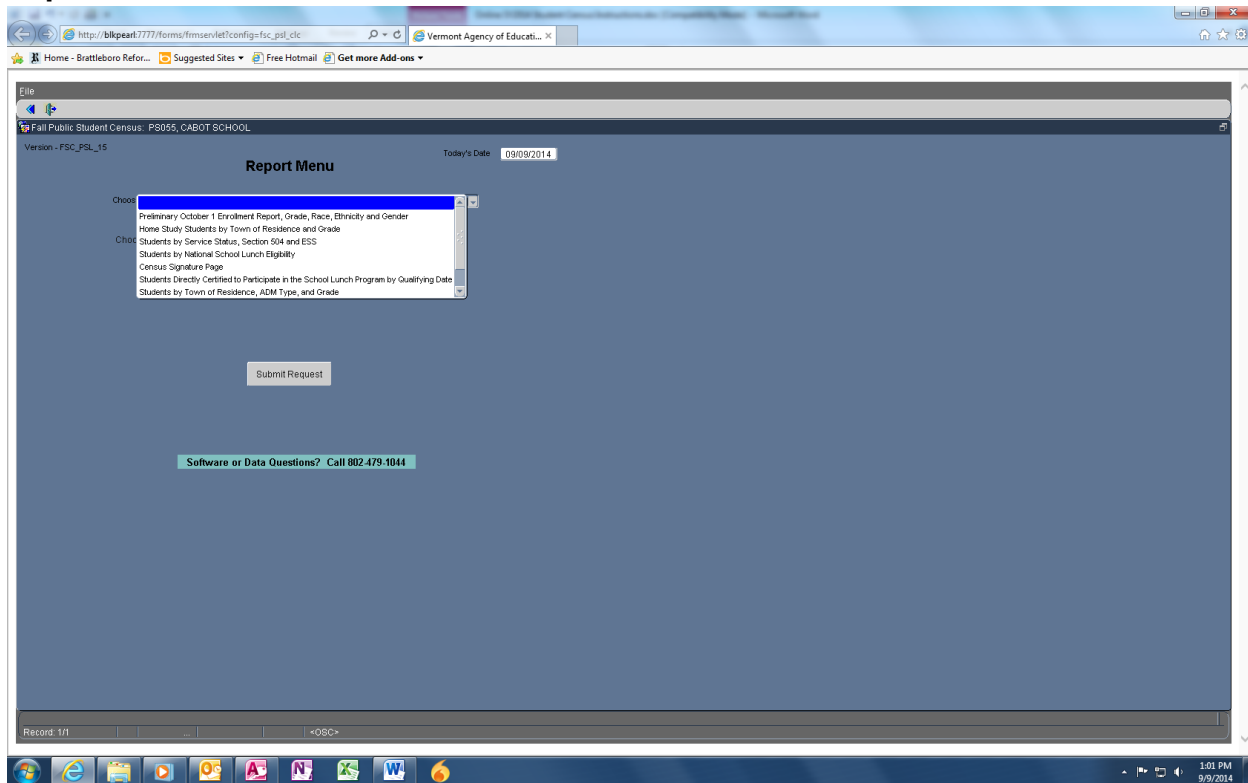 http://blkpearl:7777/forms/frmservlet?config=fsc_psl_clc
Vermont Agency of Educati... ×
Home - Brattleboro Refor... Suggested Sites Free Hotmail Get more Add-ons
File
Fall Public Student Census: PS055, CABOT SCHOOL
Version - FSC_PSL_15
Today's Date 09/09/2014
Report Menu
Choos
Preliminary October 1 Enrollment Report, Grade, Race, Ethnicity and Gender
Home Study Students by Town of Residence and Grade
Choo
Students by Service Status, Section 504 and ESS
Students by National School Lunch Eligibility
Census Signature Page
Students Directly Certified to Participate in the School Lunch Program by Qualifying Date
Students by Town of Residence, ADM Type, and Grade
Submit Request
Software or Data Questions? Call 802-479-1044
Record: 1/1 ... <OSC>
1:01 PM
9/9/2014